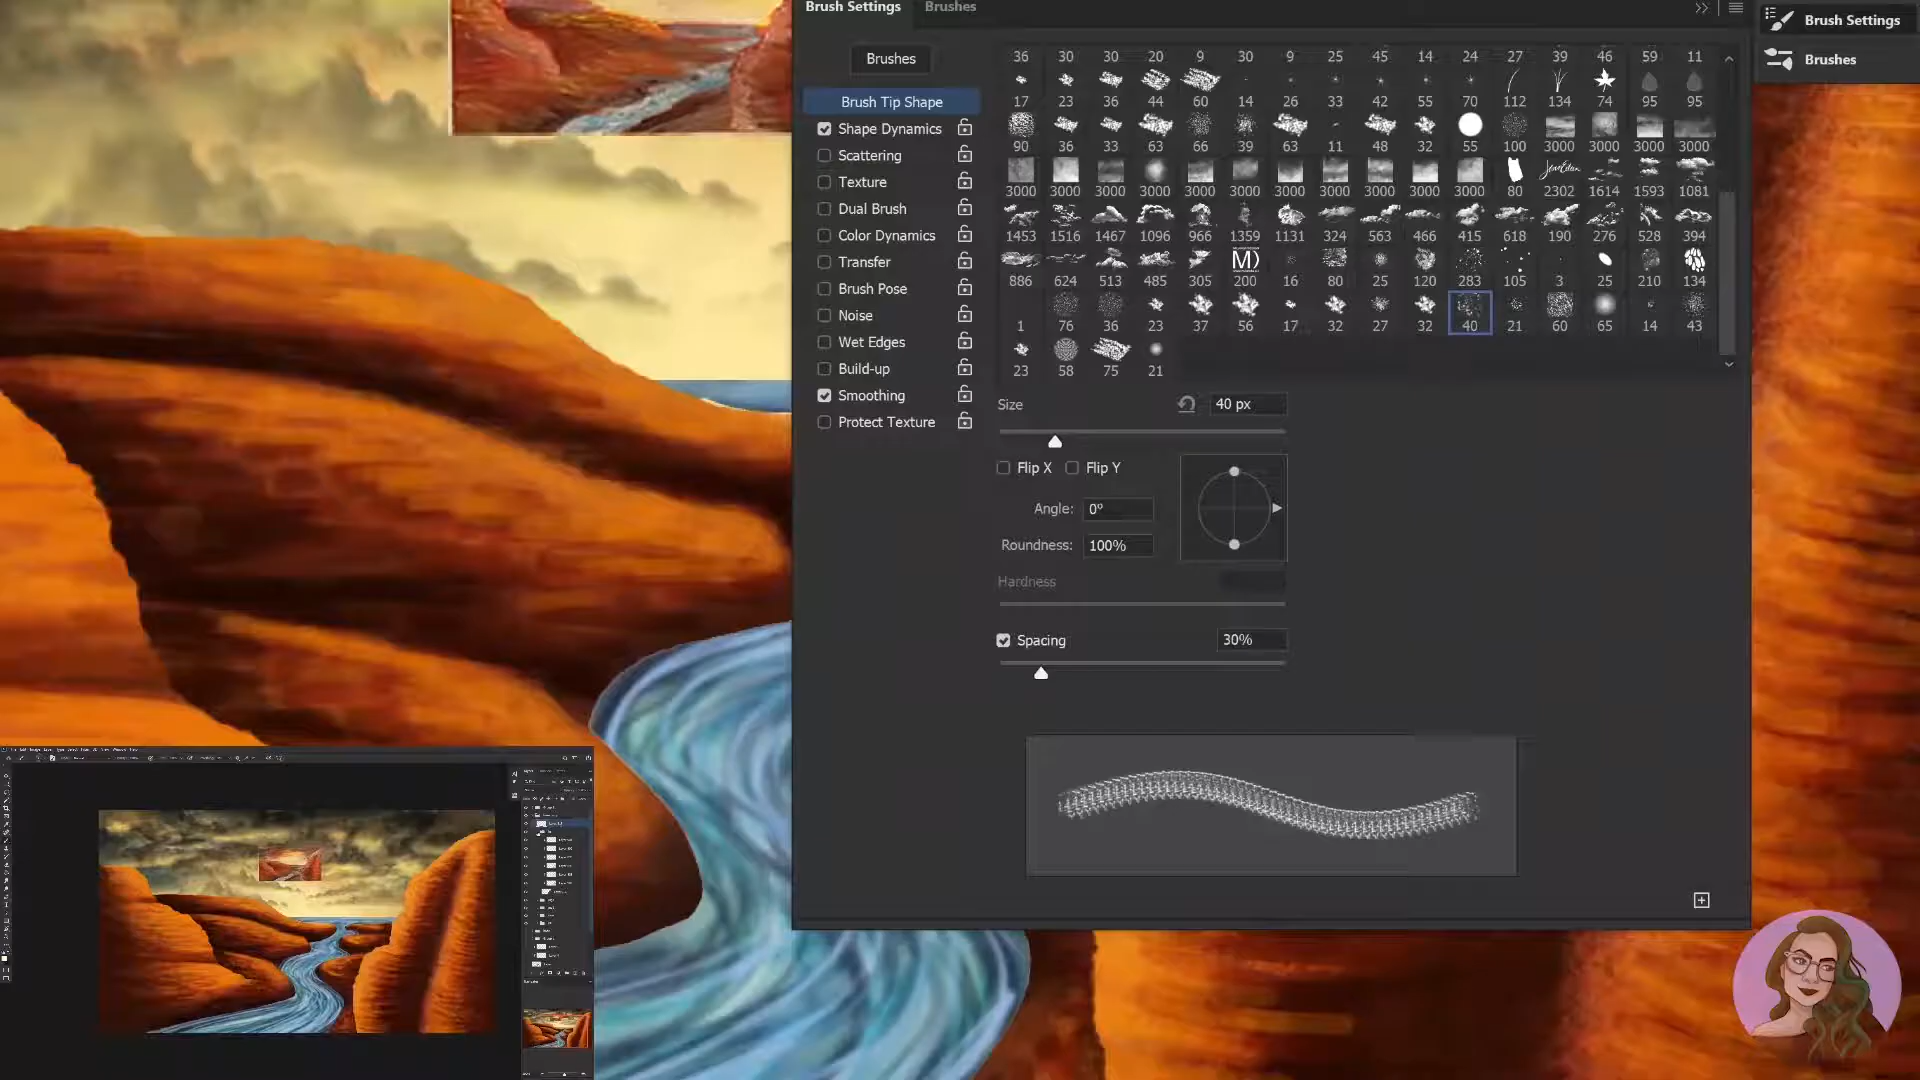 Brush Settings Brushes
Brush Settings
Brushes
Brushes
36 30 30 20 9 30 9 25 45 14 24 27 39 46 59 11
Brush Tip Shape
17 23 36 44 60 14 26 33 42 55 70 112 134 74 95 95
Shape Dynamics
90 36 33 63 66 39 63 11 48 32 55 100 3000 3000 3000 3000
Scattering
Texture
3000 3000 3000 3000 3000 3000 3000 3000 3000 3000 3000 80 2302 1614 1593 1081
Dual Brush
Color Dynamics
1453 1516 1467 1096 966 1359 1131 324 563 466 415 618 190 276 528 394
Transfer
886 624 513 485 305 200 16 80 25 120 283 105 3 25 210 134
Brush Pose
Noise
1 76 36 23 37 56 17 32 27 32 40 21 60 65 14 43
Wet Edges
Build-up
23 58 75 21
Smoothing
Protect Texture
Size 40 px
Flip X Flip Y
Angle: 0°
Roundness: 100%
Hardness
Spacing 30%